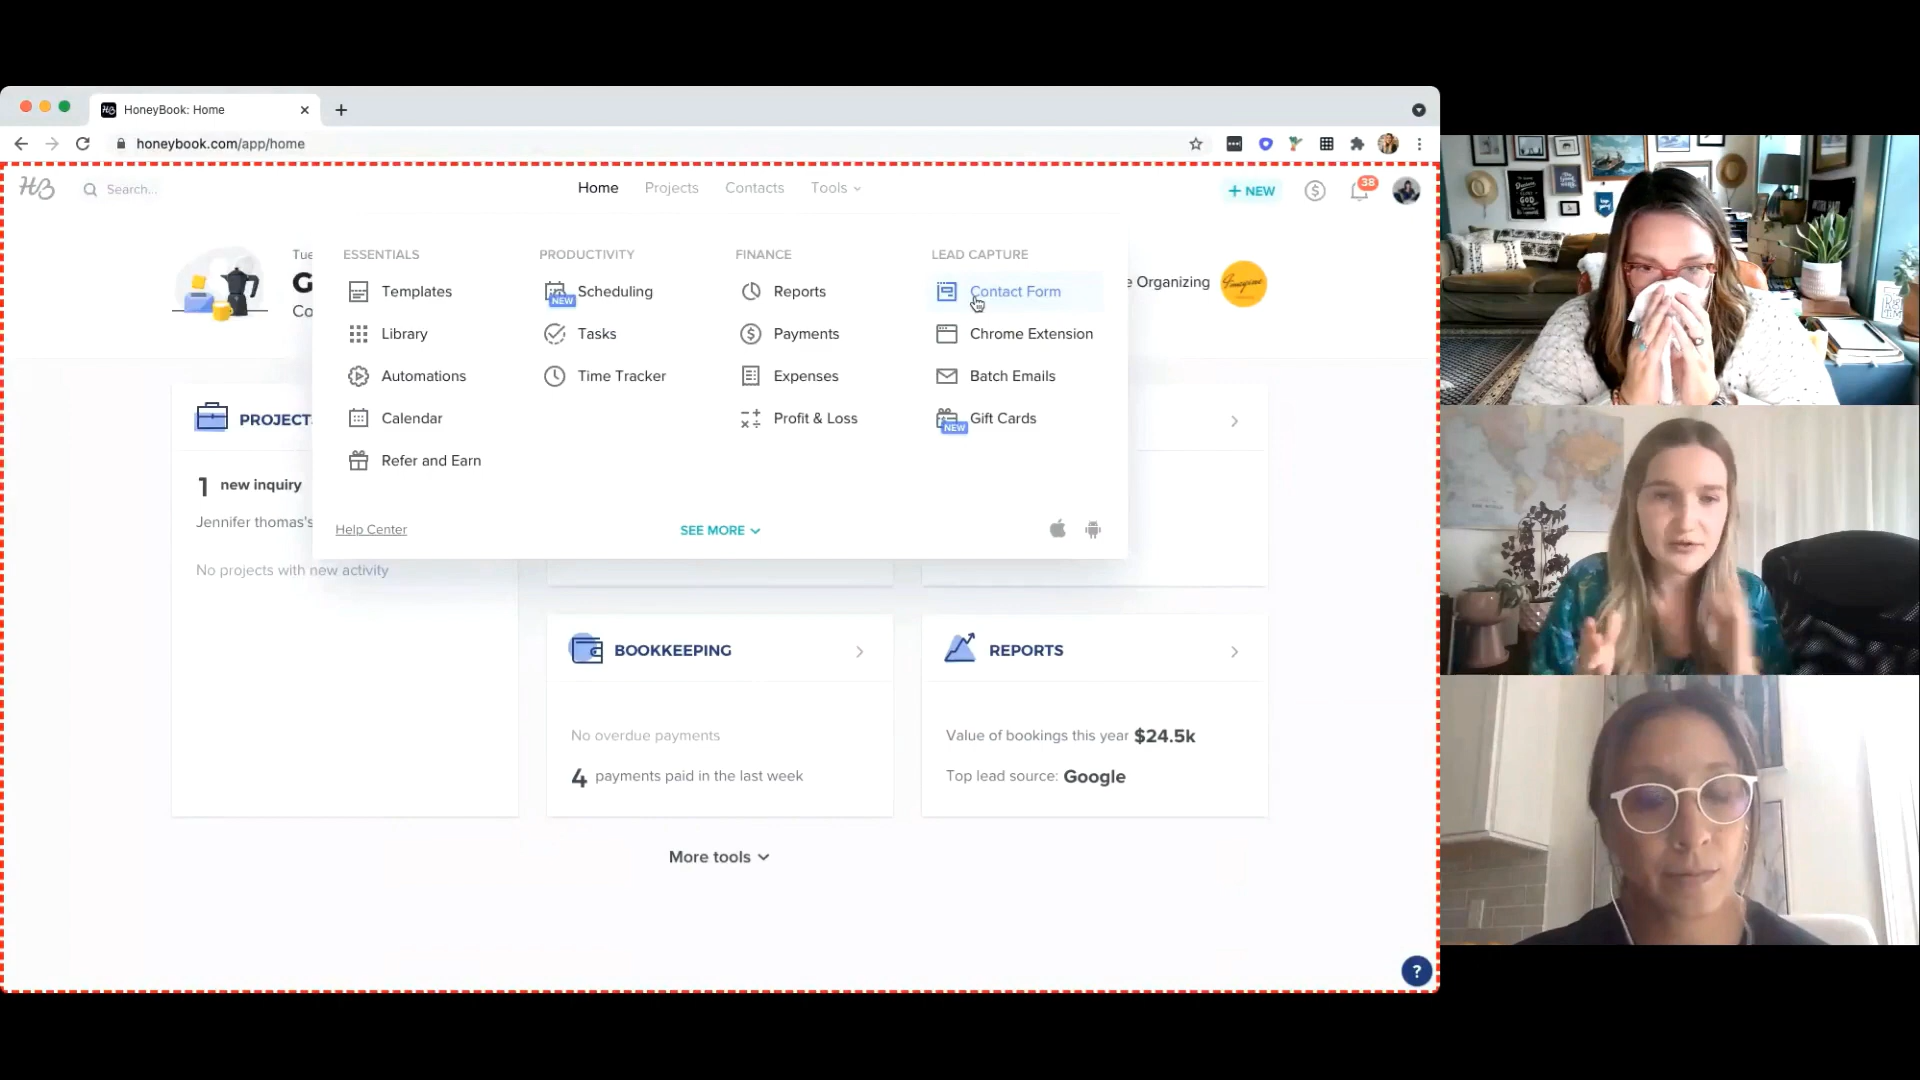 HoneyBook: Home
honeybook.com/app/home
HB
Search...
Home
Projects
Contacts
Tools
+ NEW
38
Tue
G
Co
e Organizing
ESSENTIALS
Templates
Library
Automations
Calendar
Refer and Earn
PRODUCTIVITY
Scheduling
NEW
Tasks
Time Tracker
FINANCE
Reports
Payments
Expenses
Profit & Loss
LEAD CAPTURE
Contact Form
Chrome Extension
Batch Emails
Gift Cards
NEW
Help Center
SEE MORE
PROJECT
1 new inquiry
Jennifer thomas's
No projects with new activity
BOOKKEEPING
No overdue payments
4 payments paid in the last week
REPORTS
Value of bookings this year $24.5k
Top lead source: Google
More tools
?